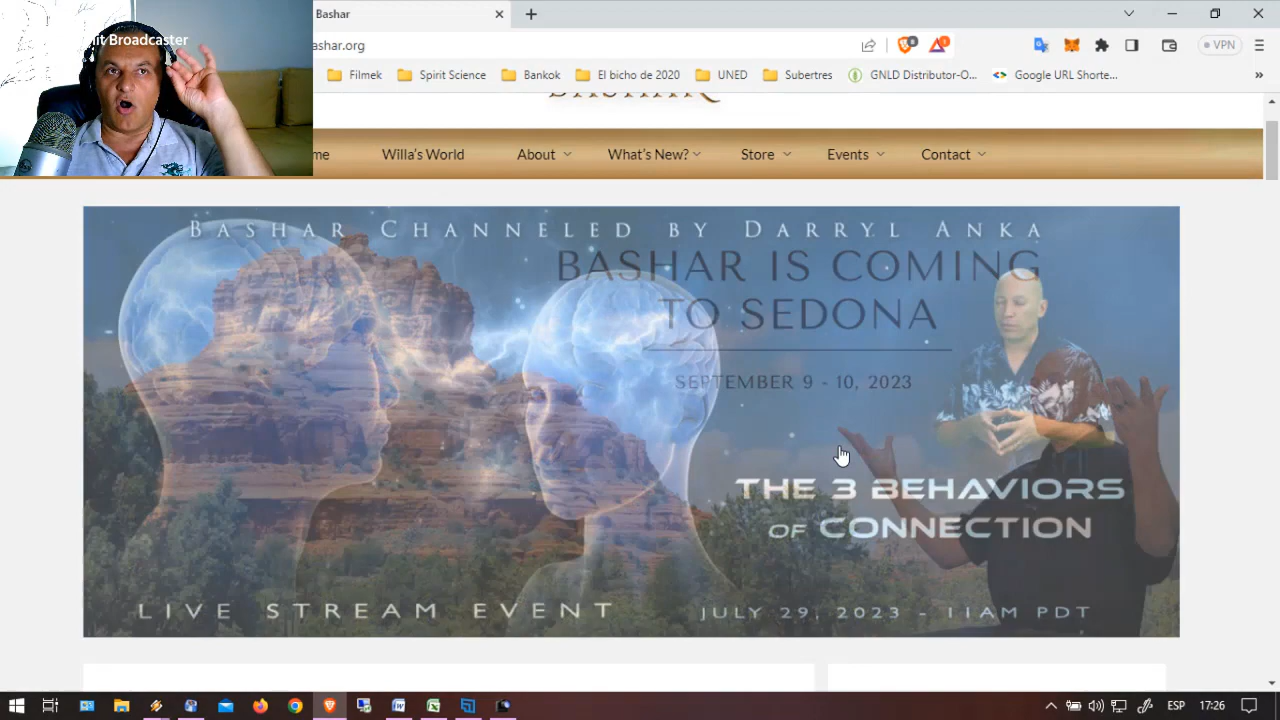 it Broadcaster
Bashar
ashar.org
VPN
Filmek
Spirit Science
Bankok
El bicho de 2020
UNED
Subertres
GNLD Distributor-O...
Google URL Shorte...
»
BASHAR
me
Willa's World
About
What's New?
Store
Events
Contact
BASHAR CHANNELED BY DARRYL ANKA
BASHAR IS COMING
TO SEDONA
SEPTEMBER 9 - 10, 2023
THE 3 BEHAVIORS
OF CONNECTION
LIVE STREAM EVENT
JULY 29, 2023 - 11AM PDT
ESP
17:26